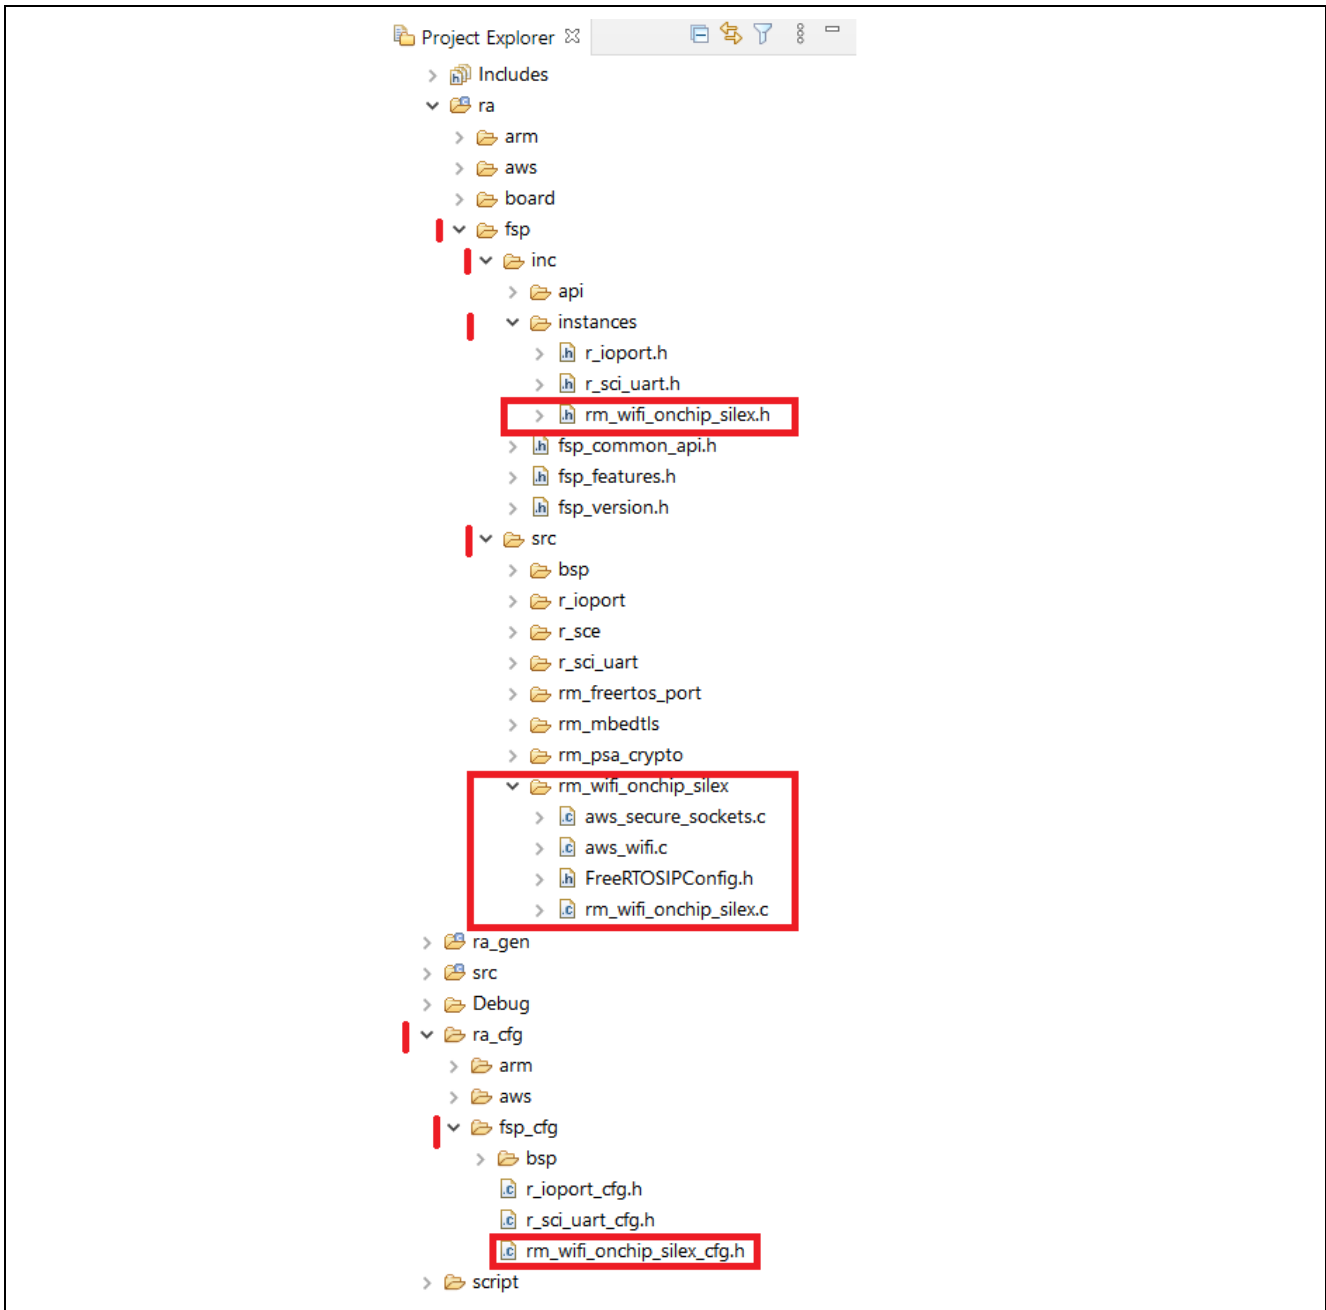 Project Explorer
Includes
ra
arm
aws
board
fsp
inc
api
instances
r_ioport.h
r_sci_uart.h
rm_wifi_onchip_silex.h
fsp_common_api.h
fsp_features.h
fsp_version.h
src
bsp
r_ioport
r_sce
r_sci_uart
rm_freertos_port
rm_mbedtls
rm_psa_crypto
rm_wifi_onchip_silex
aws_secure_sockets.c
aws_wifi.c
FreeRTOSIPConfig.h
rm_wifi_onchip_silex.c
ra_gen
src
Debug
ra_cfg
arm
aws
fsp_cfg
bsp
r_ioport_cfg.h
r_sci_uart_cfg.h
rm_wifi_onchip_silex_cfg.h
script